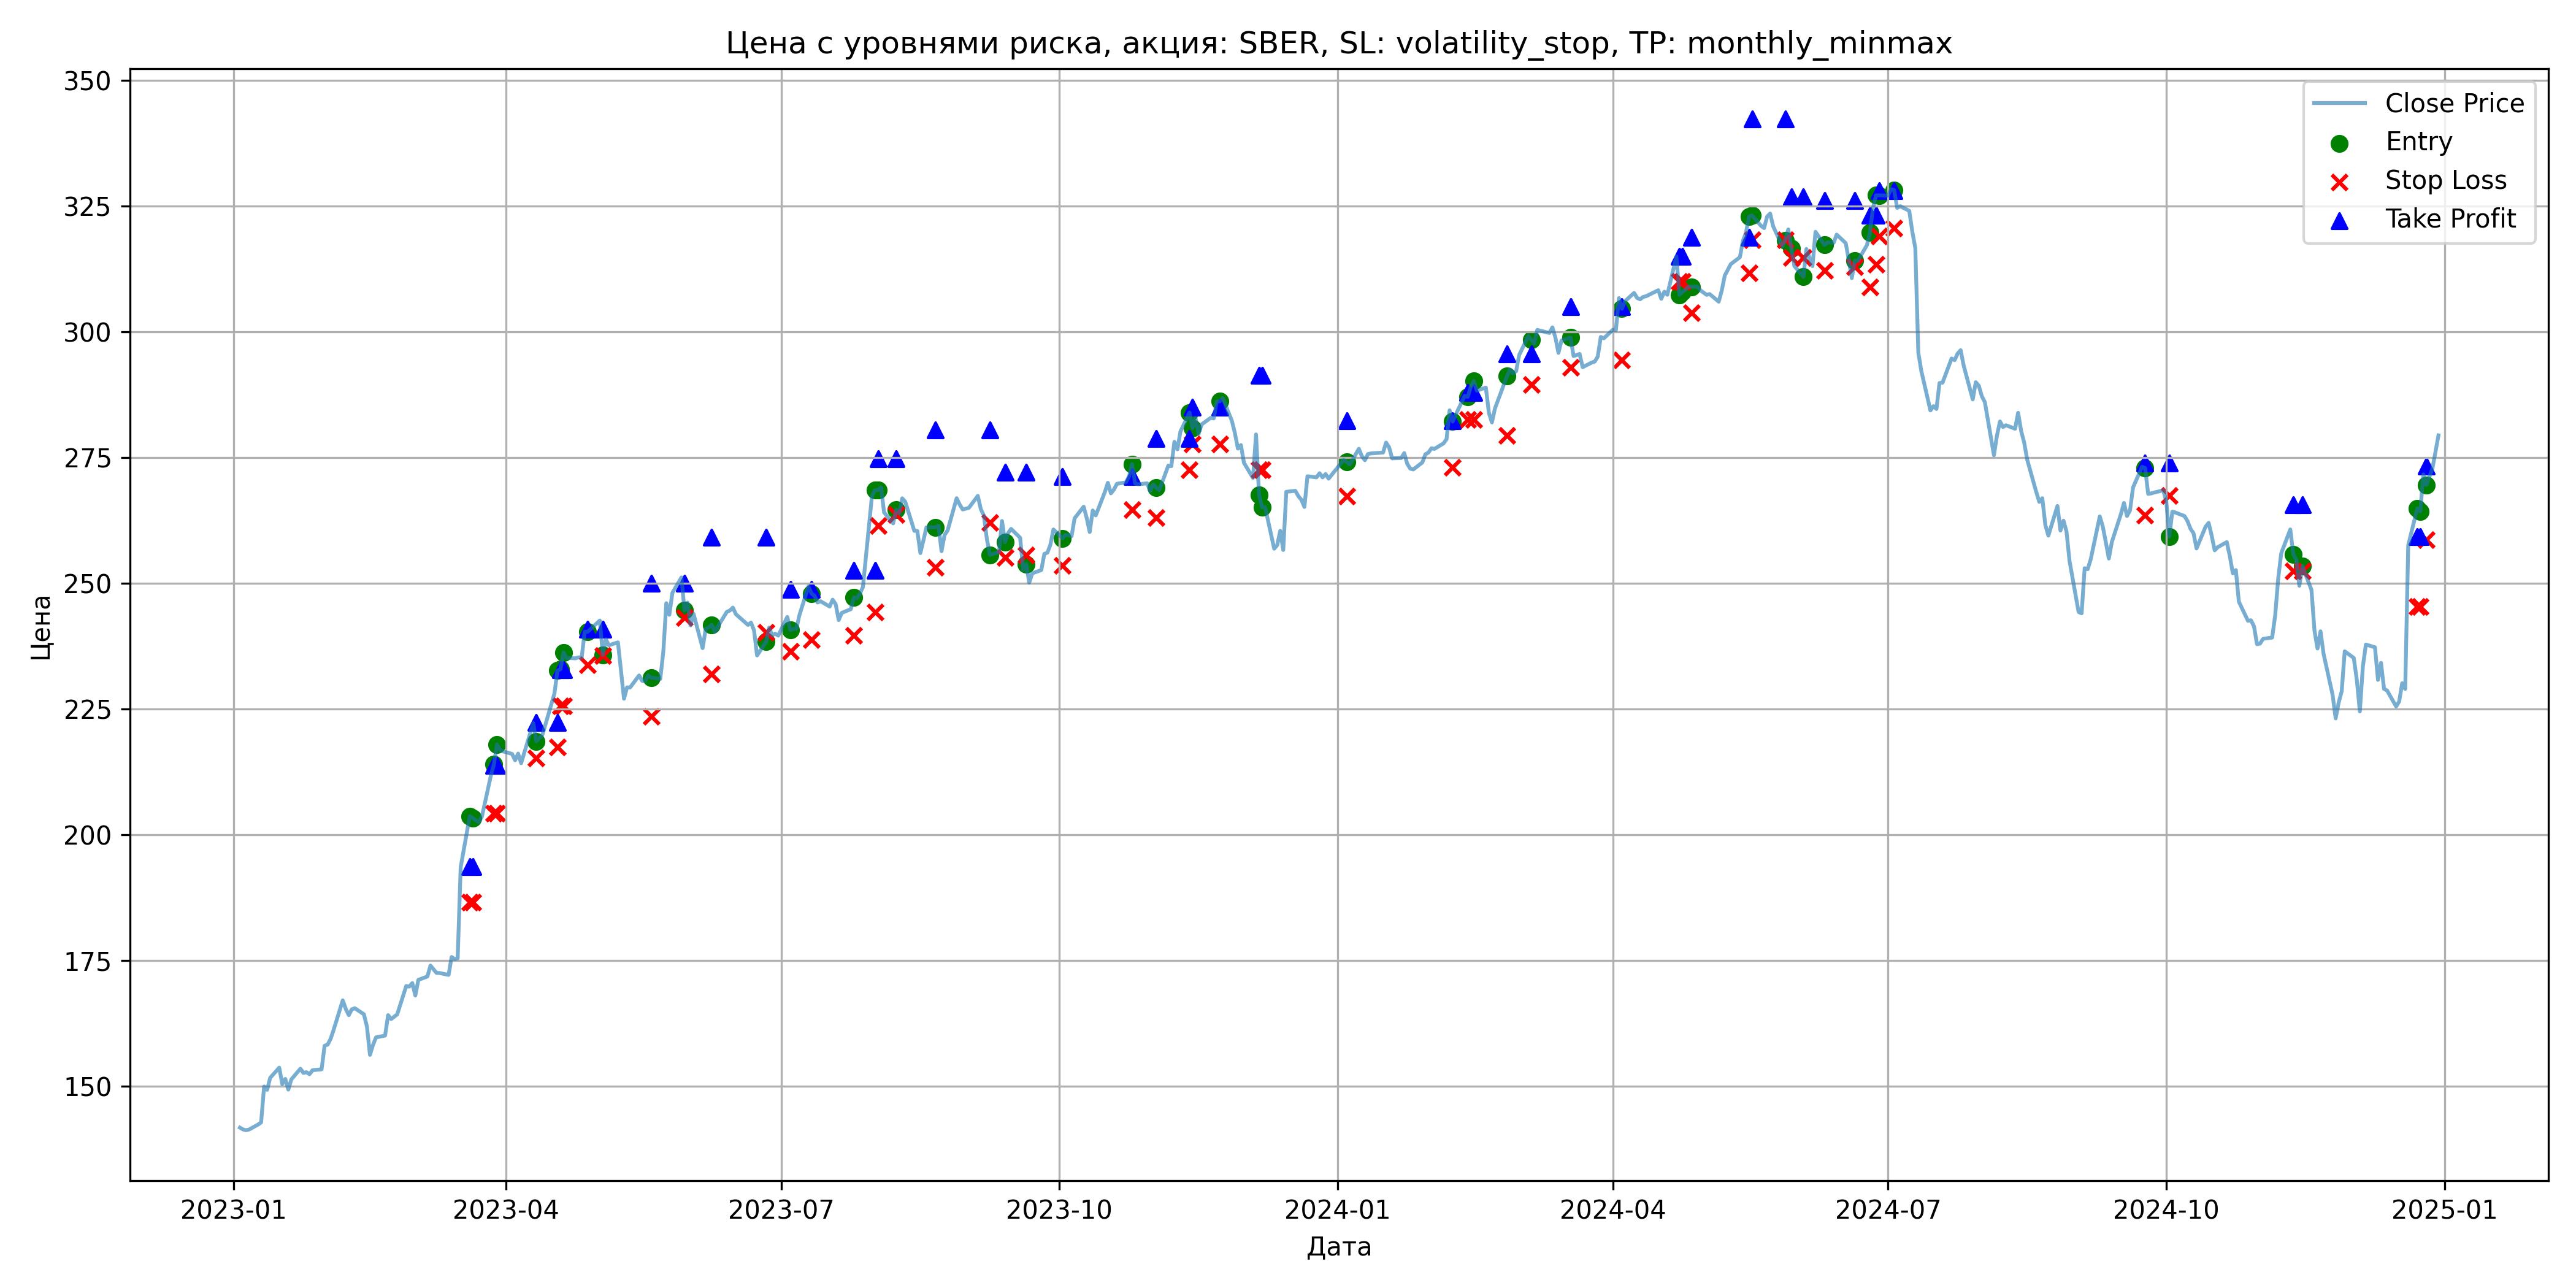 Цена с уровнями риска, акция: SBER, SL: volatility_stop, TP: monthly_minmax
Close Price
Entry
Stop Loss
Take Profit
Цена
350
325
300
275
250
225
200
175
150
2023-01 2023-04 2023-07 2023-10 2024-01 2024-04 2024-07 2024-10 2025-01
Дата